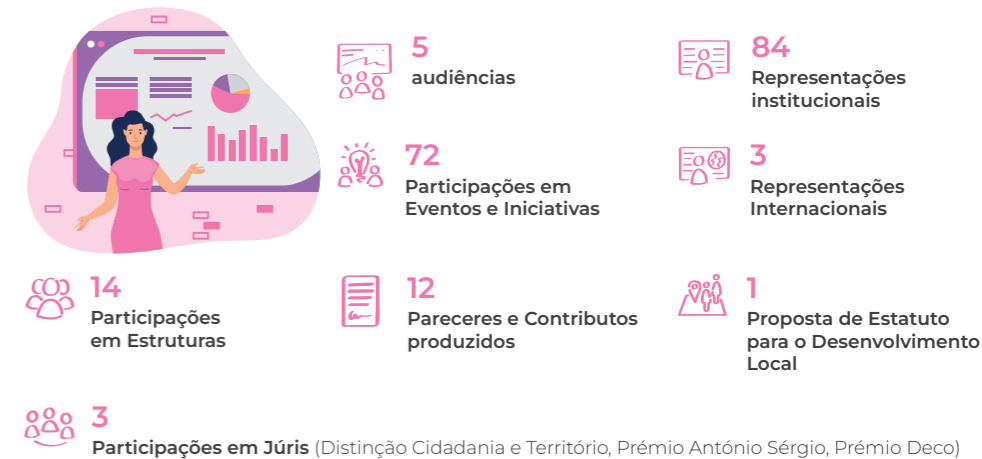 5
audiências
84
Representações
institucionais
72
Participações em
Eventos e Iniciativas
3
Representações
Internacionais
14
Participações
em Estruturas
12
Pareceres e Contributos
produzidos
1
Proposta de Estatuto
para o Desenvolvimento
Local
3
Participações em Júris (Distinção Cidadania e Território, Prémio António Sérgio, Prémio Deco)